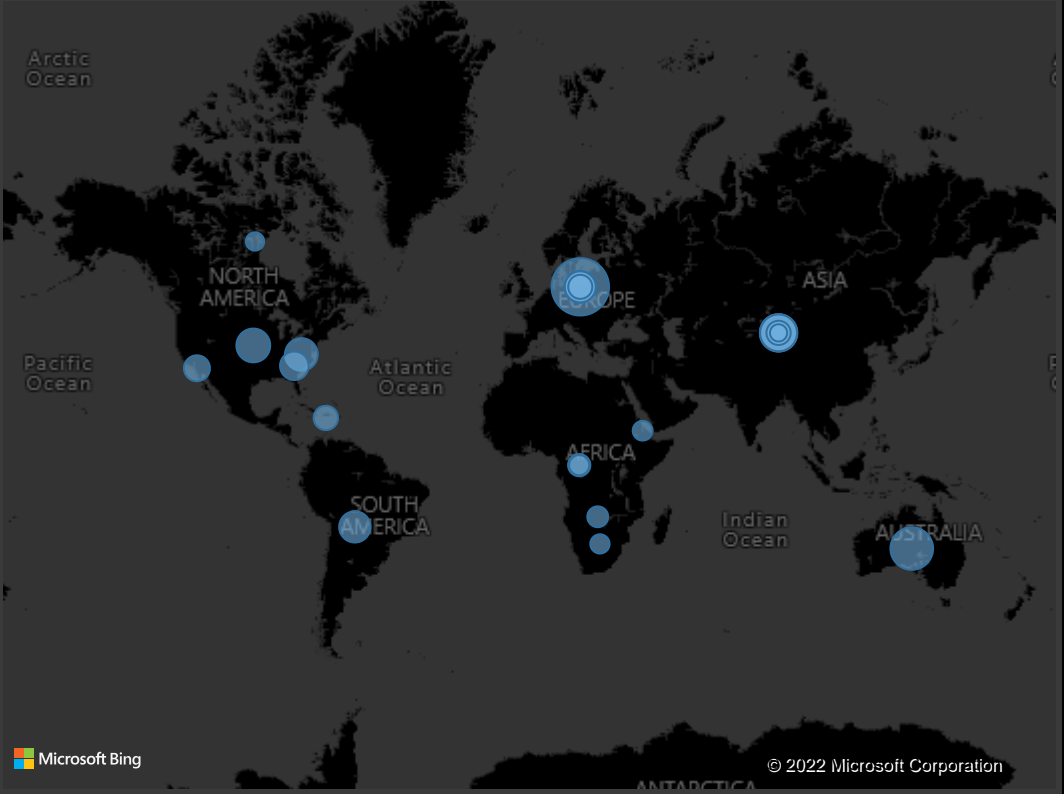 Arctic
Ocean
NORTH
AMERICA
EUROPE
ASIA
Pacific
Ocean
Atlantic
Ocean
AFRICA
SOUTH
AMERICA
Indian
Ocean
AUSTRALIA
Microsoft Bing
© 2022 Microsoft Corporation
ANTARCTICA